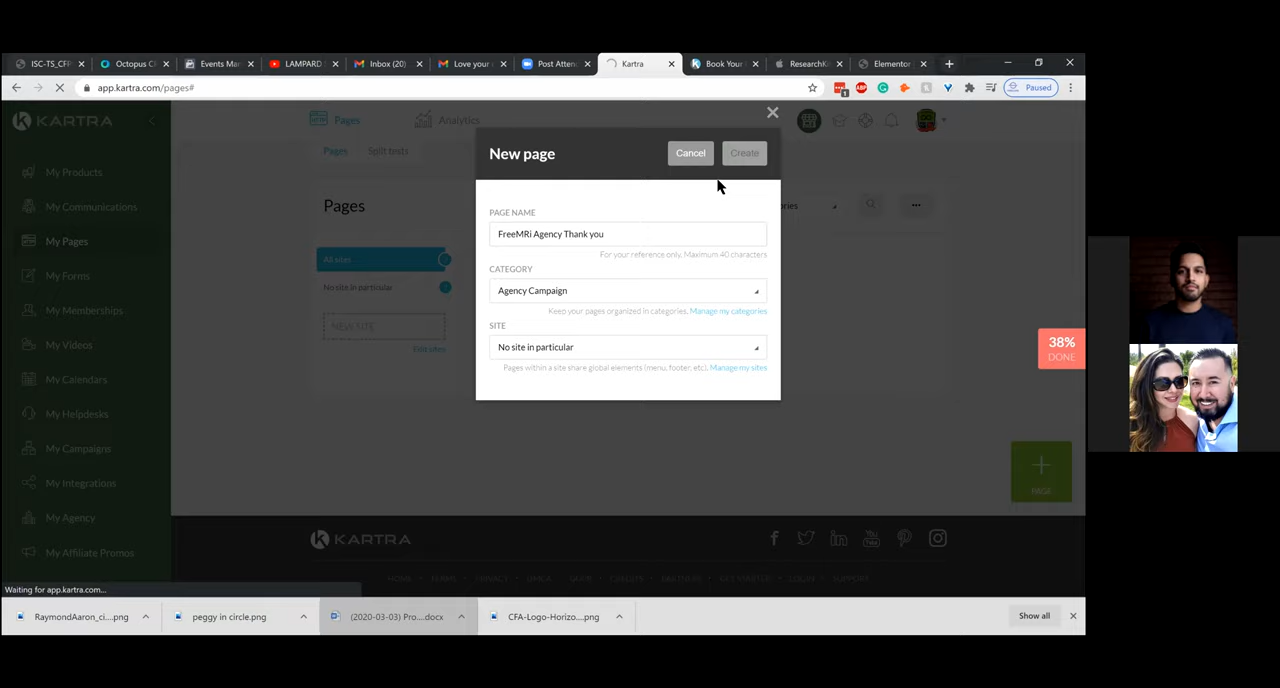 ISC-TS_CFP
Octopus C
Events Mar
LAMPARD
Inbox (20)
Love your
Post Atten
Kartra
Book Your
ResearchK
Elementor
app.kartra.com/pages#
Paused
KARTRA
Pages
Analytics
Pages
Split tests
My Products
My Communications
My Pages
My Forms
My Memberships
My Videos
My Calendars
My Helpdesks
My Campaigns
My Integrations
My Agency
My Affiliate Promos
Pages
All sites
No site in particular
NEW SITE
Edit sites
New page
Cancel
Create
PAGE NAME
FreeMRi Agency Thank you
For your reference only. Maximum 40 characters
CATEGORY
Agency Campaign
Keep your pages organized in categories. Manage my categories
SITE
No site in particular
Pages within a site share global elements (menu, footer, etc). Manage my sites
ories
...
38%
DONE
PAGE
KARTRA
HOME TERMS PRIVACY DMCA GDPR CREDITS PARTNERS GET STARTED LOGIN SUPPORT
Waiting for app.kartra.com...
RaymondAaron_ci....png
peggy in circle.png
(2020-03-03) Pro....docx
CFA-Logo-Horizo....png
Show all